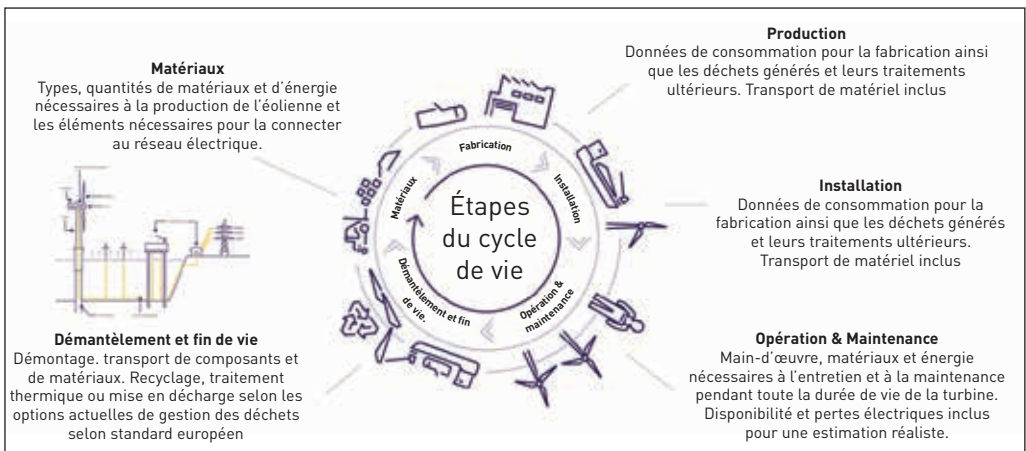 Matériaux
Types, quantités de matériaux et d'énergie
nécessaires à la production de l'éolienne et
les éléments nécessaires pour la connecter
au réseau électrique.
Production
Données de consommation pour la fabrication ainsi
que les déchets générés et leurs traitements
ultérieurs. Transport de matériel inclus
Étapes
du cycle
de vie
Matériaux
Fabrication
Installation
Opération &
maintenance
Démantèlement et fin
de vie.
Installation
Données de consommation pour la
fabrication ainsi que les déchets générés
et leurs traitements ultérieurs.
Transport de matériel inclus
Démantèlement et fin de vie
Démontage. transport de composants et
de matériaux. Recyclage, traitement
thermique ou mise en décharge selon les
options actuelles de gestion des déchets
selon standard européen
Opération & Maintenance
Main-d'œuvre, matériaux et énergie
nécessaires à l'entretien et à la maintenance
pendant toute la durée de vie de la turbine.
Disponibilité et pertes électriques inclus
pour une estimation réaliste.